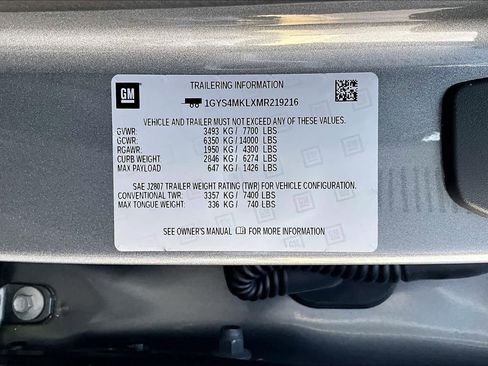 GM
TRAILERING INFORMATION
1GYS4MKLXMR219216
VEHICLE AND TRAILER MUST NOT EXCEED ANY OF THESE VALUES.
GVWR: 3493 KG / 7700 LBS
GCWR: 6350 KG / 14000 LBS
RGAWR: 1950 KG / 4300 LBS
CURB WEIGHT: 2846 KG / 6274 LBS
MAX PAYLOAD 647 KG / 1426 LBS
SAE J2807 TRAILER WEIGHT RATING (TWR) FOR VEHICLE CONFIGURATION.
CONVENTIONAL TWR: 3357 KG / 7400 LBS
MAX TONGUE WEIGHT: 336 KG / 740 LBS
SEE OWNER'S MANUAL FOR MORE INFORMATION